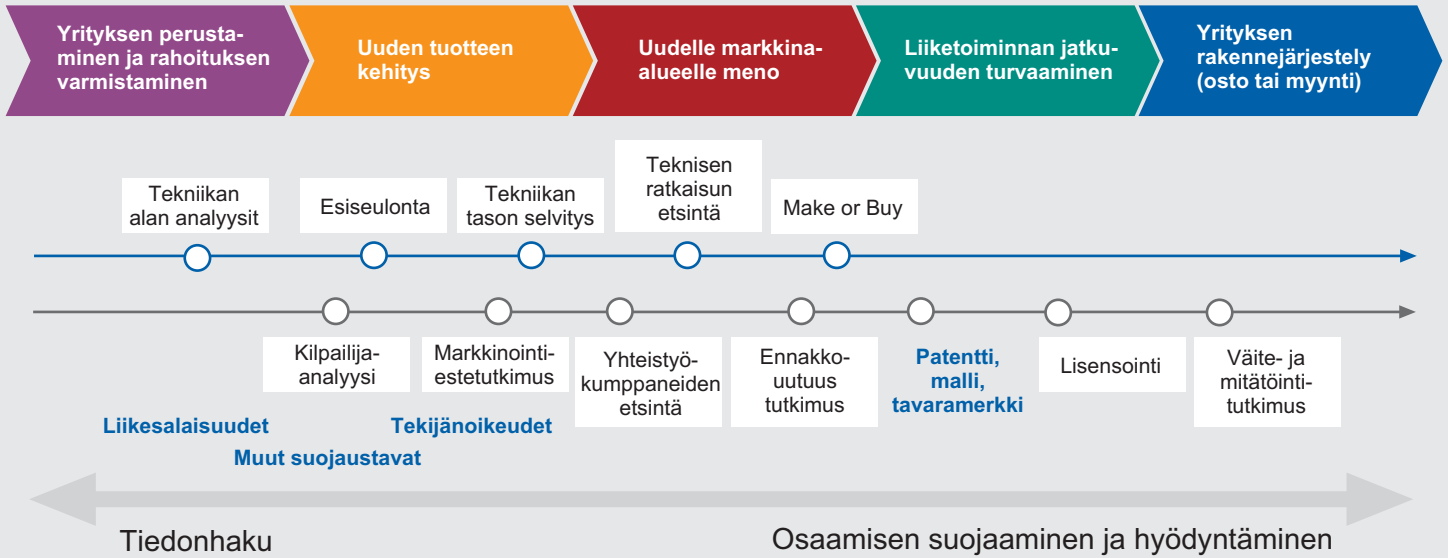 Yrityksen perusta-
minen ja rahoituksen
varmistaminen
Uuden tuotteen
kehitys
Uudelle markkina-
alueelle meno
Liiketoiminnan jatku-
vuuden turvaaminen
Yrityksen
rakennejärjestely
(osto tai myynti)
Tekniikan
alan analyysit
Esiseulonta
Tekniikan
tason selvitys
Teknisen
ratkaisun
etsintä
Make or Buy
Kilpailija-
analyysi
Markkinointi-
estetutkimus
Yhteistyö-
kumppaneiden
etsintä
Ennakko-
uutuus
tutkimus
Patentti,
malli,
tavaramerkki
Lisensointi
Väite- ja
mitätöinti-
tutkimus
Liikesalaisuudet
Tekijänoikeudet
Muut suojaustavat
Tiedonhaku
Osaamisen suojaaminen ja hyödyntäminen